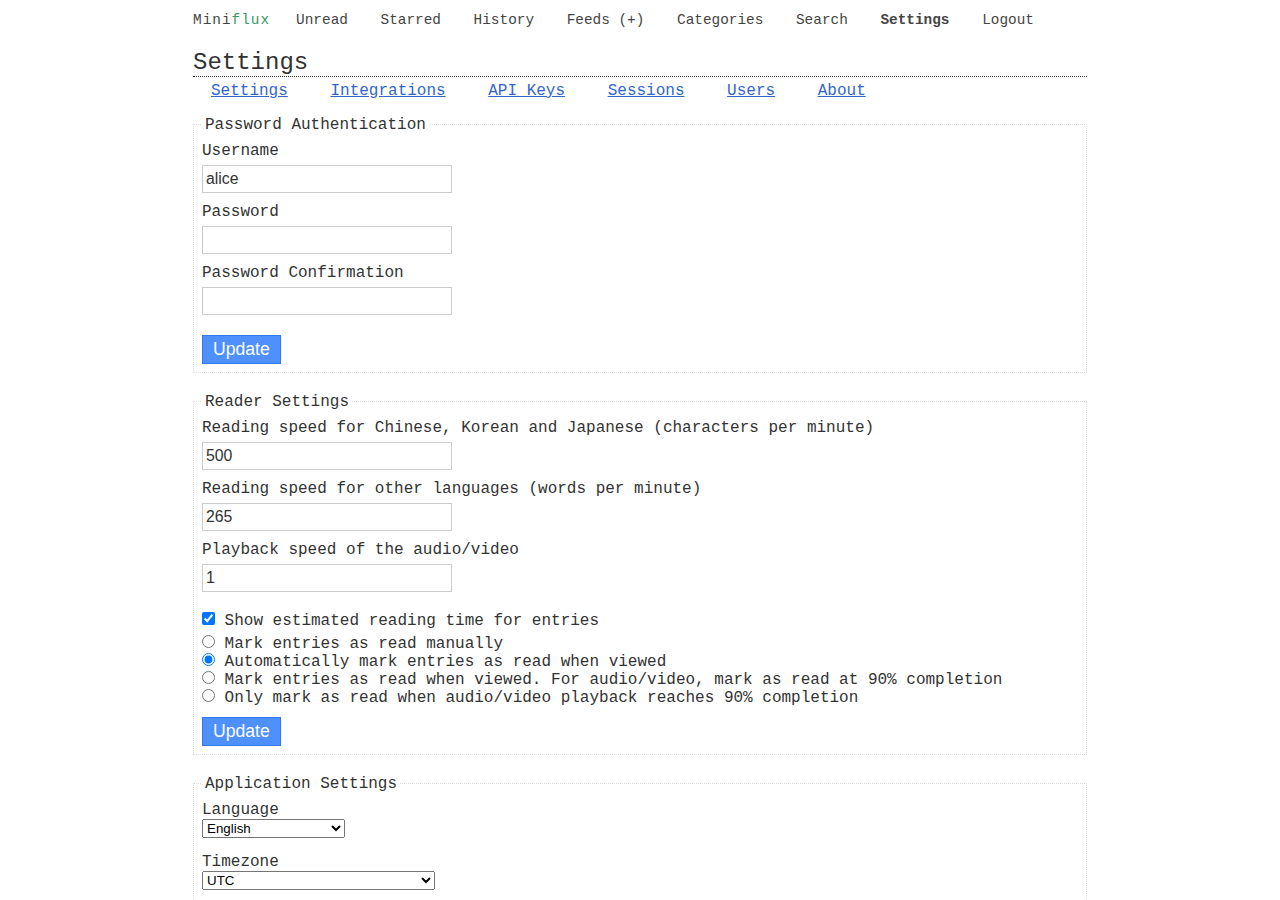 Miniflux Unread Starred History Feeds (+) Categories Search Settings Logout
Settings
Settings Integrations API Keys Sessions Users About
Password Authentication
Username
alice
Password
Password Confirmation
Update
Reader Settings
Reading speed for Chinese, Korean and Japanese (characters per minute)
500
Reading speed for other languages (words per minute)
265
Playback speed of the audio/video
1
Show estimated reading time for entries
Mark entries as read manually
Automatically mark entries as read when viewed
Mark entries as read when viewed. For audio/video, mark as read at 90% completion
Only mark as read when audio/video playback reaches 90% completion
Update
Application Settings
Language
English
Timezone
UTC